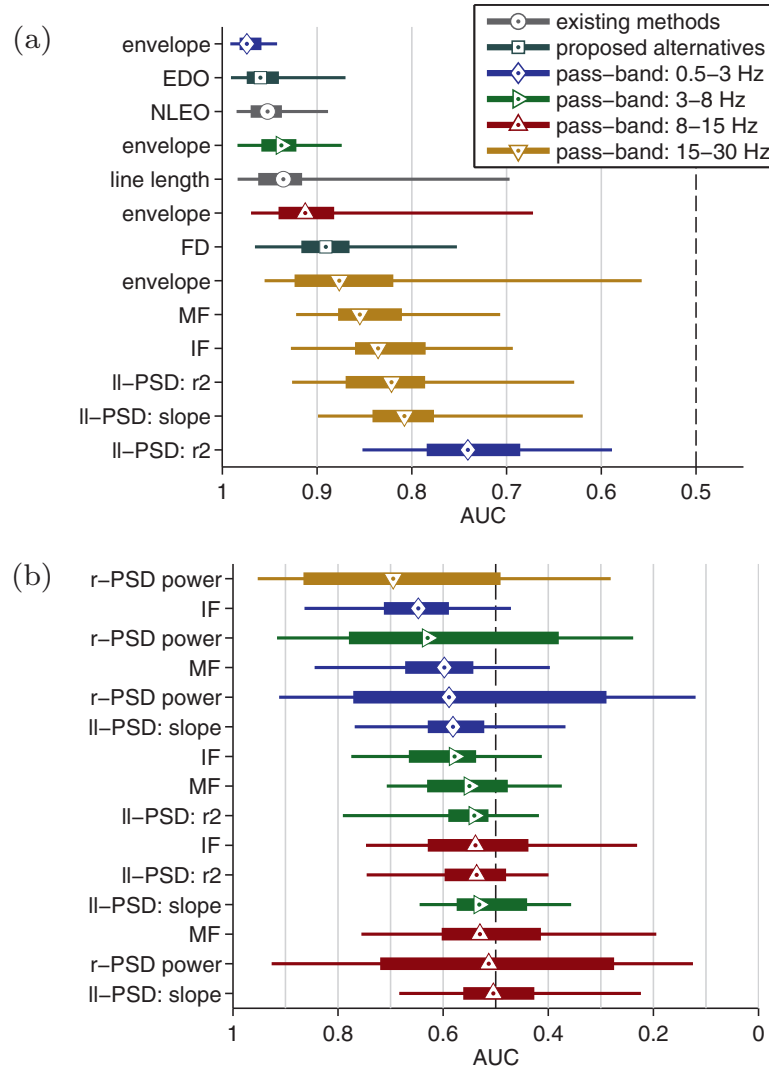 (a)
existing methods
proposed alternatives
pass-band: 0.5–3 Hz
pass-band: 3–8 Hz
pass-band: 8–15 Hz
pass-band: 15–30 Hz
envelope
EDO
NLEO
envelope
line length
envelope
FD
envelope
MF
IF
ll-PSD: r2
ll-PSD: slope
ll-PSD: r2
1 0.9 0.8 0.7 0.6 0.5
AUC
(b)
r-PSD power
IF
r-PSD power
MF
r-PSD power
ll-PSD: slope
IF
MF
ll-PSD: r2
IF
ll-PSD: r2
ll-PSD: slope
MF
r-PSD power
ll-PSD: slope
1 0.8 0.6 0.4 0.2 0
AUC